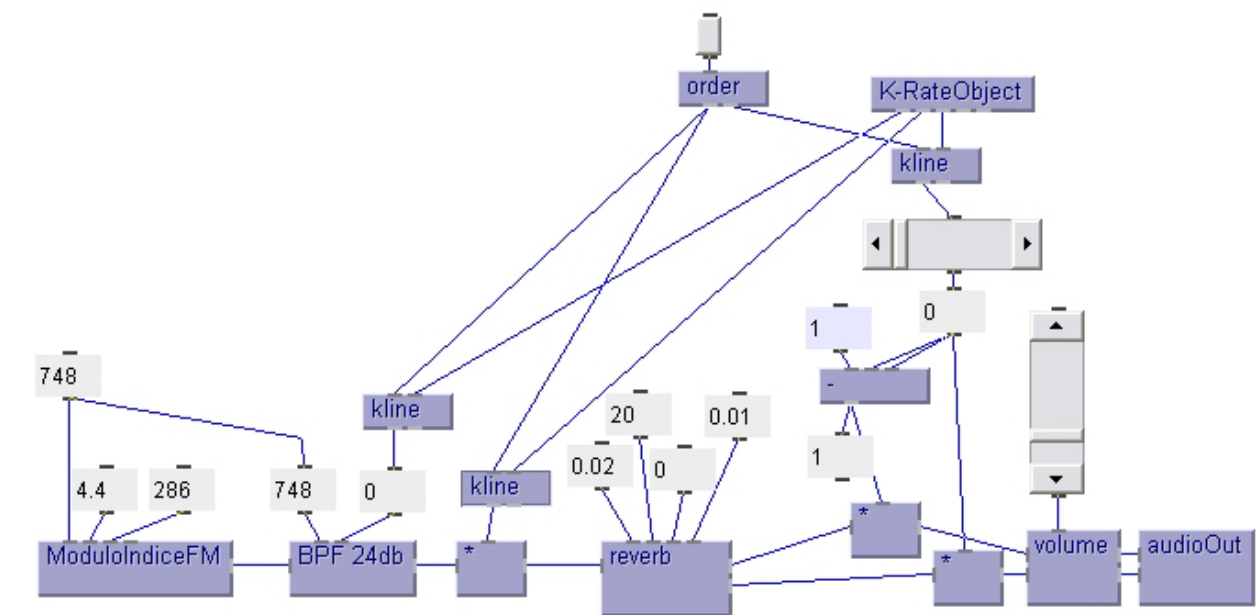 order
K-RateObject
kline
0
1
-
748
kline
20
0.01
1
0.02
0
4.4
286
748
0
kline
*
ModuloIndiceFM
BPF 24db
*
reverb
*
volume
audioOut